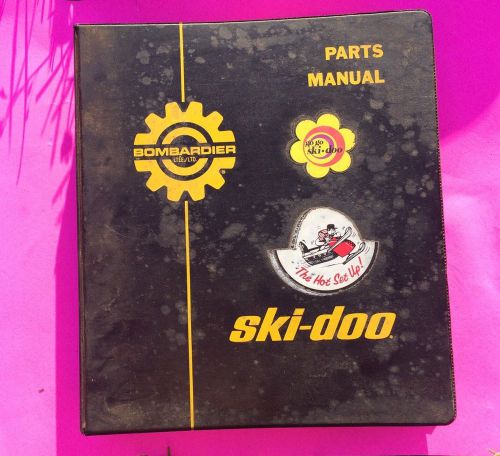 PARTS
MANUAL
BOMBARDIER
LTÉE/LTD.
®
go go
ski-doo
The Hot Set Up!
ski-doo